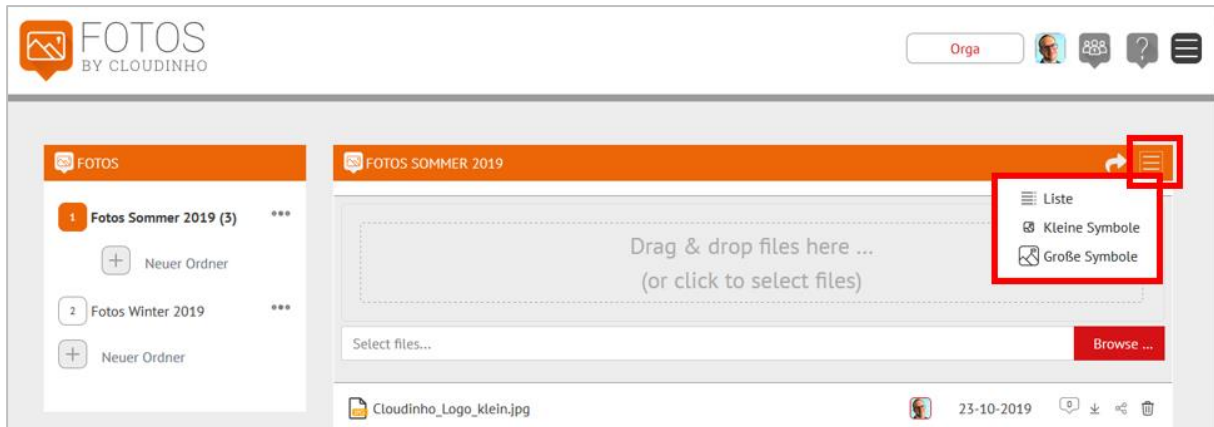 FOTOS
BY CLOUDINHO
Orga
?
FOTOS
1 Fotos Sommer 2019 (3)
+ Neuer Ordner
2 Fotos Winter 2019
+ Neuer Ordner
FOTOS SOMMER 2019
Liste
Kleine Symbole
Große Symbole
Drag & drop files here ...
(or click to select files)
Select files...
Browse ...
Cloudinho_Logo_klein.jpg
23-10-2019
0